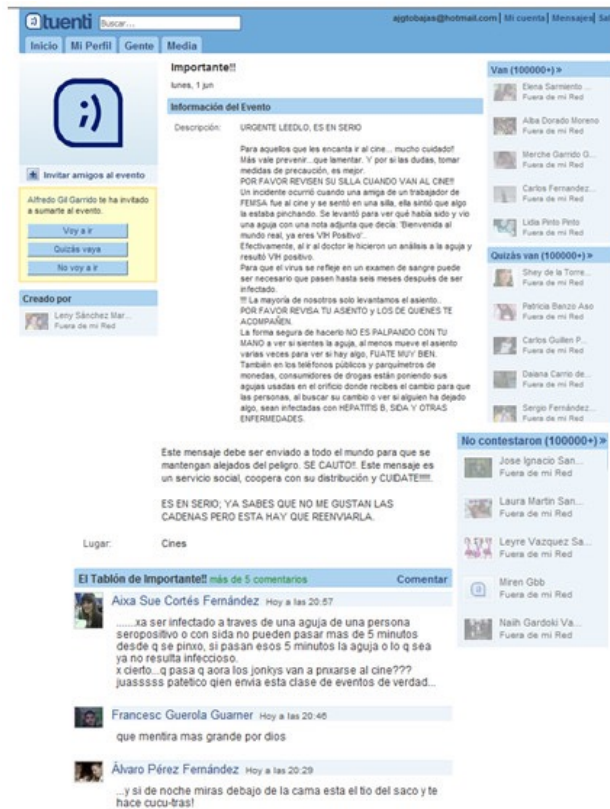 tuenti
Buscar...
ajgtobajas@hotmail.com | Mi cuenta | Mensajes | Sal
Inicio Mi Perfil Gente Media
;)
Invitar amigos al evento
Alfredo Gil Garrido te ha invitado
a sumarte al evento.
Voy a ir
Quizás vaya
No voy a ir
Creado por
Leny Sánchez Mar...
Fuera de mi Red
Importante!!
lunes, 1 jun
Información del Evento
Descripción:
URGENTE LEEDLO, ES EN SERIO
Para aquellos que les encanta ir al cine... mucho cuidado!!
Más vale prevenir...que lamentar. Y por si las dudas, tomar
medidas de precaución, es mejor.
POR FAVOR REVISEN SU SILLA CUANDO VAN AL CINE!!
Un incidente ocurrió cuando una amiga de un trabajador de
FEMSA fue al cine y se sentó en una silla, ella sintió que algo
la estaba pinchando. Se levantó para ver qué había sido y vio
una aguja con una nota adjunta que decía: 'Bienvenida al
mundo real, ya eres VIH Positivo'..
Efectivamente, al ir al doctor le hicieron un análisis a la aguja y
resultó VIH positivo.
Para que el virus se refleje en un examen de sangre puede
ser necesario que pasen hasta seis meses después de ser
infectado.
!!! La mayoría de nosotros solo levantamos el asiento..
POR FAVOR REVISA TU ASIENTO y LOS DE QUIENES TE
ACOMPAÑEN.
La forma segura de hacerlo NO ES PALPANDO CON TU
MANO a ver si sientes la aguja, al menos mueve el asiento
varias veces para ver si hay algo, FIJATE MUY BIEN.
También en los teléfonos públicos y parquímetros de
monedas, consumidores de drogas están poniendo sus
agujas usadas en el orificio donde recibes el cambio para que
las personas, al buscar su cambio o ver si alguien ha dejado
algo, sean infectadas con HEPATITIS B, SIDA Y OTRAS
ENFERMEDADES.
Este mensaje debe ser enviado a todo el mundo para que se
mantengan alejados del peligro. SE CAUTO!!. Este mensaje es
un servicio social, coopera con su distribución y CUIDATE!!!!!.
ES EN SERIO; YA SABES QUE NO ME GUSTAN LAS
CADENAS PERO ESTA HAY QUE REENVIARLA.
Lugar: Cines
Van (100000+) »
Elena Sarmiento ...
Fuera de mi Red
Alba Dorado Moreno
Fuera de mi Red
Merche Garrido G...
Fuera de mi Red
Carlos Fernandez...
Fuera de mi Red
Lidia Pinto Pinto
Fuera de mi Red
Quizás van (100000+) »
Shey de la Torre...
Fuera de mi Red
Patricia Banzo Aso
Fuera de mi Red
Carlos Guillen P...
Fuera de mi Red
Daiana Carrio de...
Fuera de mi Red
Sergio Fernández...
Fuera de mi Red
No contestaron (100000+) »
Jose Ignacio San...
Fuera de mi Red
Laura Martin San...
Fuera de mi Red
Leyre Vazquez Sa...
Fuera de mi Red
Miren Gbb
Fuera de mi Red
Naiih Gardoki Va...
Fuera de mi Red
El Tablón de Importante!! más de 5 comentarios Comentar
Aixa Sue Cortés Fernández Hoy a las 20:57
......xa ser infectado a traves de una aguja de una persona
seropositivo o con sida no pueden pasar mas de 5 minutos
desde q se pinxo, si pasan esos 5 minutos la aguja o lo q sea
ya no resulta infeccioso.
x cierto...q pasa q aora los jonkys van a pnxarse al cine???
juasssss patetico qien envia esta clase de eventos de verdad...
Francesc Guerola Guarner Hoy a las 20:46
que mentira mas grande por dios
Álvaro Pérez Fernández Hoy a las 20:29
...y si de noche miras debajo de la cama esta el tio del saco y te
hace cucu-tras!